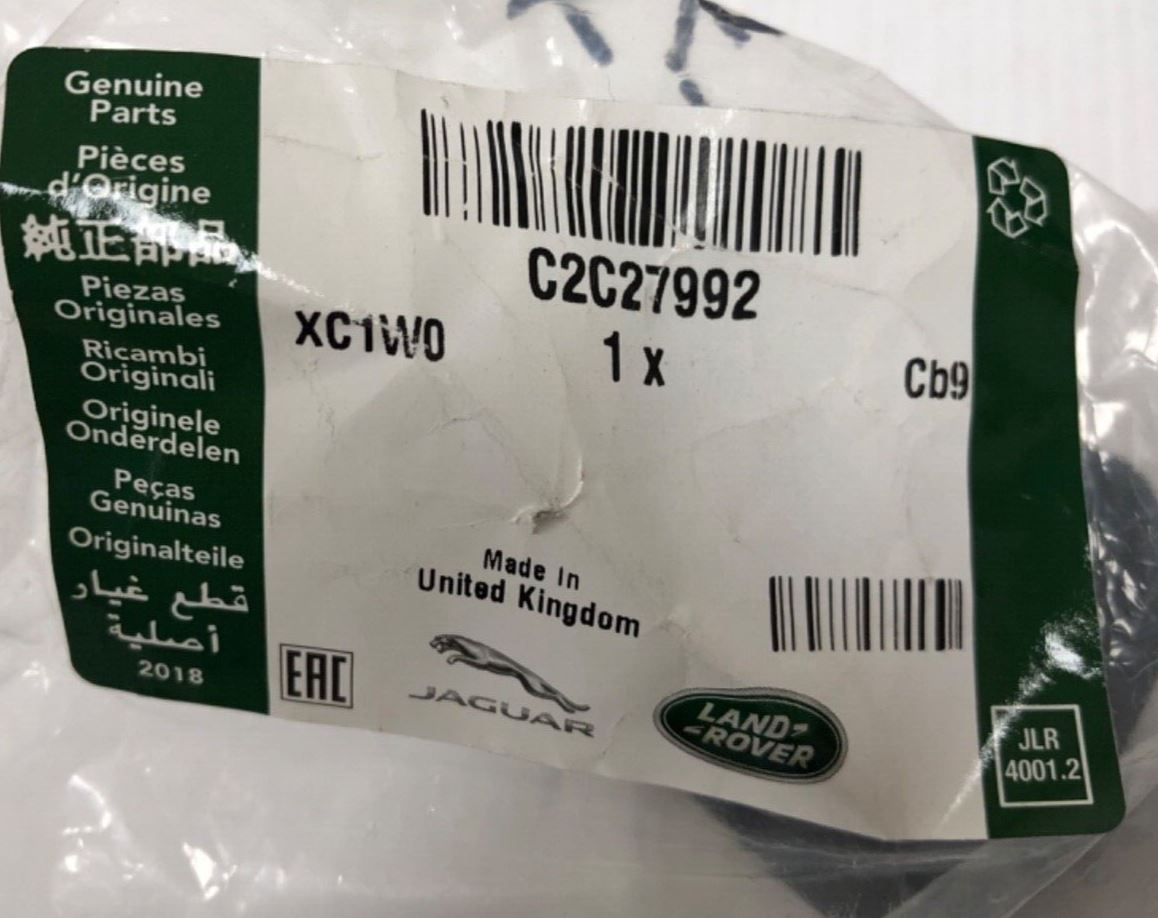 Genuine
Parts
Pièces
d'Origine
純正部品
Piezas
Originales
Ricambi
Originali
Originele
Onderdelen
Peças
Genuinas
Originalteile
قطع غيار
أصلية
2018
C2C27992
XC1W0
1 x
Cb9
Made In
United Kingdom
EAC
JAGUAR
LAND
ROVER
JLR
4001.2